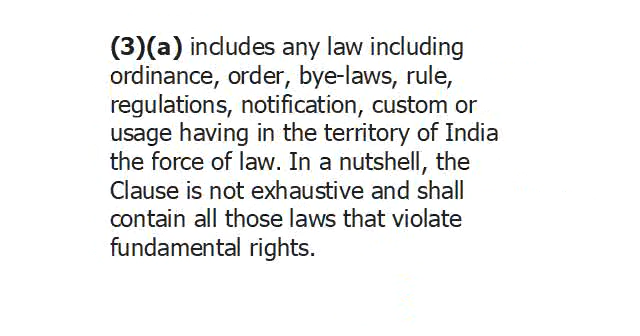 (3)(a) includes any law including
ordinance, order, bye-laws, rule,
regulations, notification, custom or
usage having in the territory of India
the force of law. In a nutshell, the
Clause is not exhaustive and shall
contain all those laws that violate
fundamental rights.